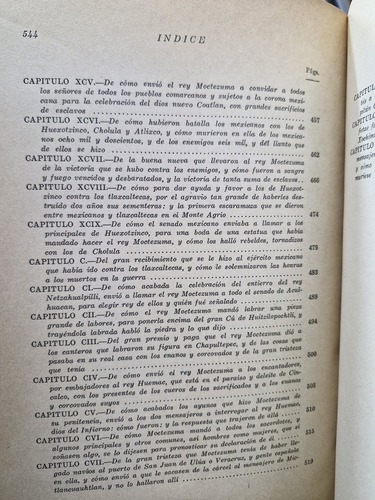 544
INDICE
Págs.
CAPITULO XCV.—De cómo envió el rey Moctezuma a convidar a todos
los señores de todos los pueblos comarcanos y sujetos a la corona mexi-
cana para la celebración del dios nuevo Coatlan, con grandes sacrificios
de esclavos 457
CAPITULO XCVI.—De cómo hubieron batalla los mexicanos con los de
Huexotzinco, Cholula y Atlizco, y cómo murieron en ella de los mexica-
nos ocho mil y doscientos, y de los enemigos seis mil, y del llanto que
de ellos se hizo 462
CAPITULO XCVII.—De la buena nueva que llevaron al rey Moctezuma
de la victoria que se hubo contra los enemigos, y cómo fueron a sangre
y fuego vencidos y desbaratados, y la victoria de tanta suma de esclavos. 466
CAPITULO XCVIII.—De cómo para dar ayuda y favor a los de Huexot-
zinco contra los tlaxcaltecas, por el agravio tan grande de haberles des-
truido dos años sus sementeras; y la primera escaramuza que se dieron
entre mexicanos y tlaxcaltecas en el Monte Agrio 474
CAPITULO XCIX.—De cómo el senado mexicano enviaba a llamar a los
principales de Huexotzinco, para una boda de una estatua que había
mandado hacer el rey Moctezuma, y cómo los halló rebeldes, tornadizos
con los de Cholula 479
CAPITULO C.—Del gran recibimiento que se le hizo al ejército mexicano
que había ido contra los tlaxcaltecas, y cómo le solemnizaron las honras
a los muertos en la guerra 483
CAPITULO CI.—De cómo acabada la celebración del entierro del rey
Netzahualpilli, envió a llamar el rey Moctezuma a todo el senado de Acul-
huacan, para elegir rey de ellos y quién fué señalado 488
CAPITULO CII.—De cómo el rey Moctezuma mandó labrar una piedra
grande de labores, para ponerla encima del gran Cú de Huitzilopochtli, y
trayéndola labrada habló la piedra y lo que dijo 494
CAPITULO CIII.—Del gran premio y paga que el rey Moctezuma dió a
los canteros que labraron su figura en Chapultepec, y de las cosas que
pasaba en su real casa con los enanos y corcovados y de la gran tristeza
que tenía 500
CAPITULO CIV.—De cómo envió el rey Moctezuma a los encantadores,
por embajadores al rey Huemac, que está en el paraíso y deleite de Cin-
calco, con los presentes de los cueros de los sacrificados y a los enanos
y corcovados suyos 505
CAPITULO CV.—De cómo acabados los ayunos que hizo Moctezuma de
su penitencia, envió a los dos mensajeros a interrogar al rey Huemac,
dios del Infierno: cómo fueron; y la respuesta que trajeron de allá 510
CAPITULO CVI.—De cómo Moctezuma mandó a todos los
algunos principales y otros comunes, así hombres como mujeres, que si
soñasen algo, se lo dijesen para pronosticar su declaración de él 515
CAPITULO CVII.—De la gran tristeza que Moctezuma tenía de haber lle-
gado navíos al puerto de San Juan de Ulúa o Veracruz, y gente española
en ella, y cómo envió a que le sacasen de la cárcel al mensajero de Mic-
tlancuauhtlan, y no lo hallaron allí 519
CAPITUL